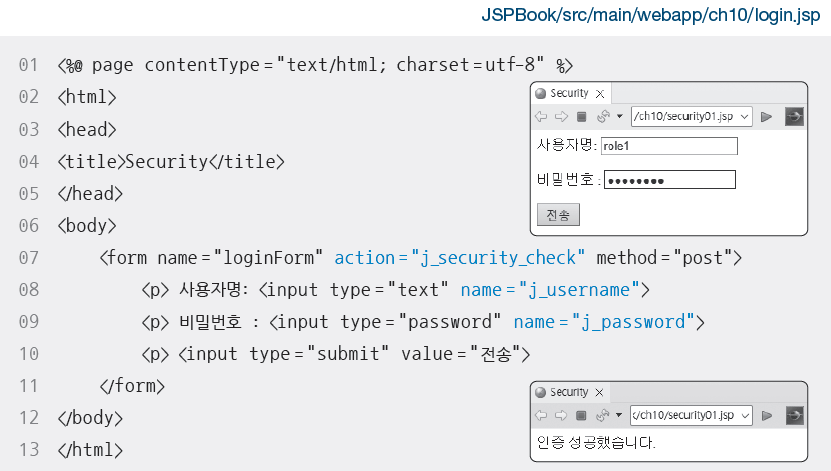 JSPBook/src/main/webapp/ch10/login.jsp
01 <%@ page contentType="text/html; charset=utf-8" %>
02 <html>
03 <head>
04 <title>Security</title>
05 </head>
06 <body>
07 <form name="loginForm" action="j_security_check" method="post">
08 <p> 사용자명: <input type="text" name="j_username">
09 <p> 비밀번호 : <input type="password" name="j_password">
10 <p> <input type="submit" value="전송">
11 </form>
12 </body>
13 </html>
Security
/ch10/security01.jsp
사용자명: role1
비밀번호 : ●●●●●●●●
전송
Security
:/ch10/security01.jsp
인증 성공했습니다.